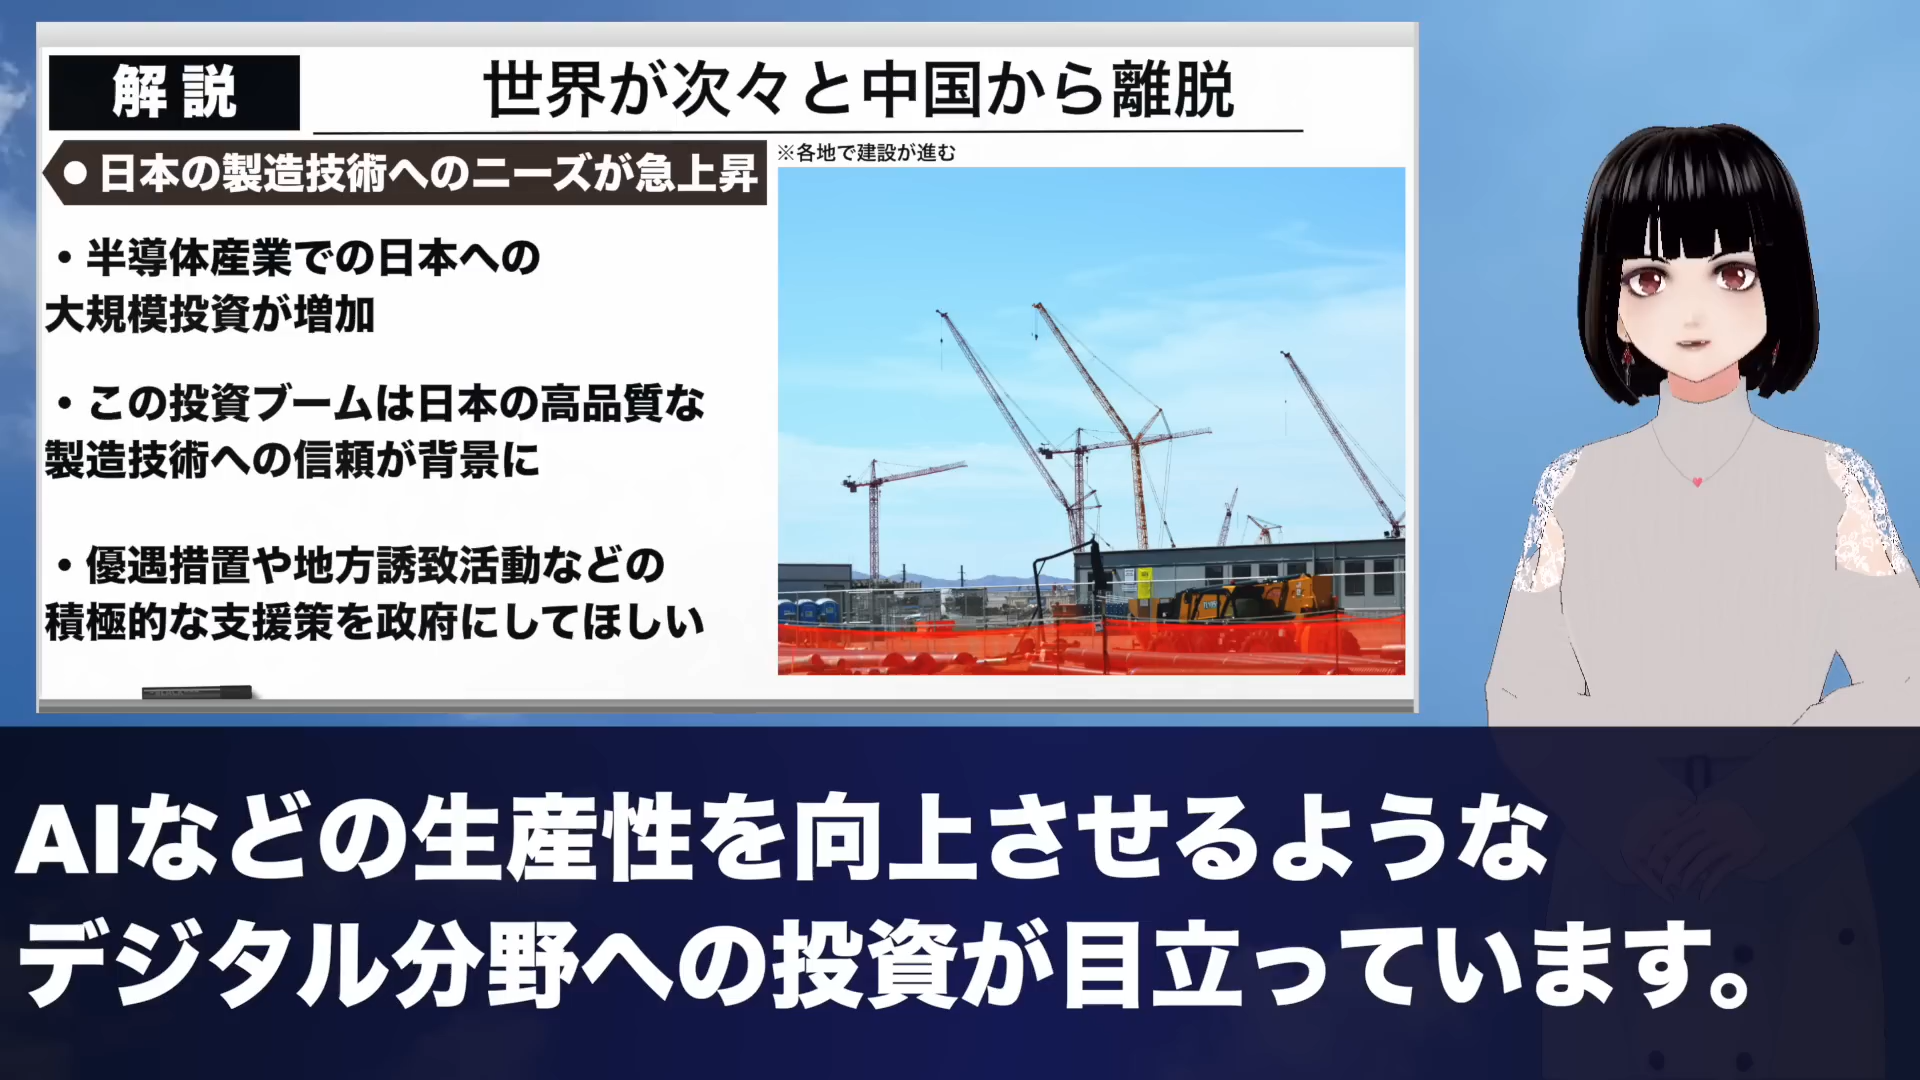 解説
世界が次々と中国から離脱
●日本の製造技術へのニーズが急上昇
※各地で建設が進む
・半導体産業での日本への
大規模投資が増加
・この投資ブームは日本の高品質な
製造技術への信頼が背景に
・優遇措置や地方誘致活動などの
積極的な支援策を政府にしてほしい
AIなどの生産性を向上させるような
デジタル分野への投資が目立っています。